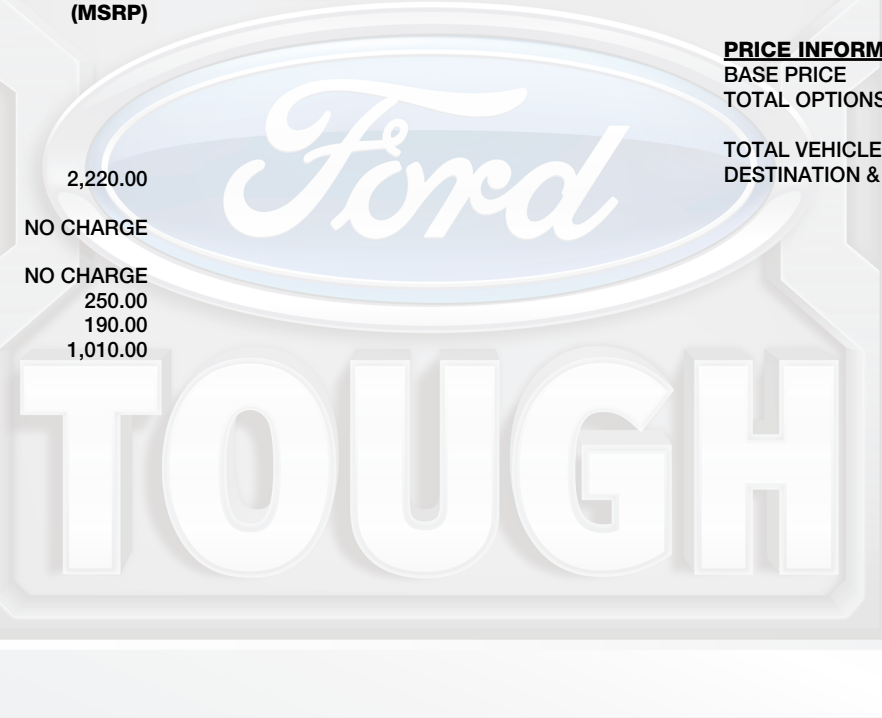 (MSRP)
2,220.00
NO CHARGE
NO CHARGE
250.00
190.00
1,010.00
PRICE INFORM
BASE PRICE
TOTAL OPTIONS
TOTAL VEHICLE
DESTINATION &
Ford
TOUGH